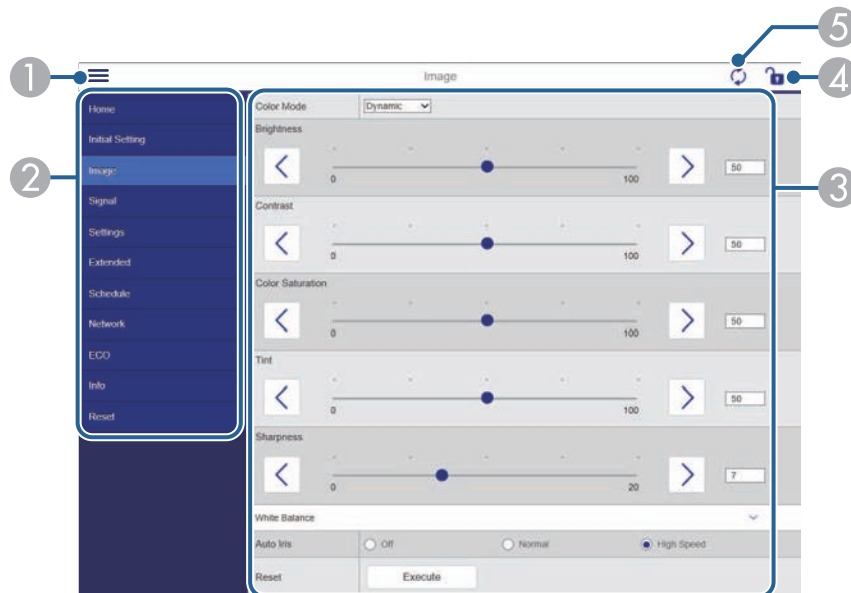 5
1
Image
4
Home
Initial Setting
Image
Signal
Settings
Extended
Schedule
Network
ECO
Info
Reset
2
Color Mode
Dynamic
Brightness
0
100
50
Contrast
0
100
50
Color Saturation
0
100
50
Tint
0
100
50
Sharpness
0
20
7
White Balance
Auto Iris
Off
Normal
High Speed
Reset
Execute
3